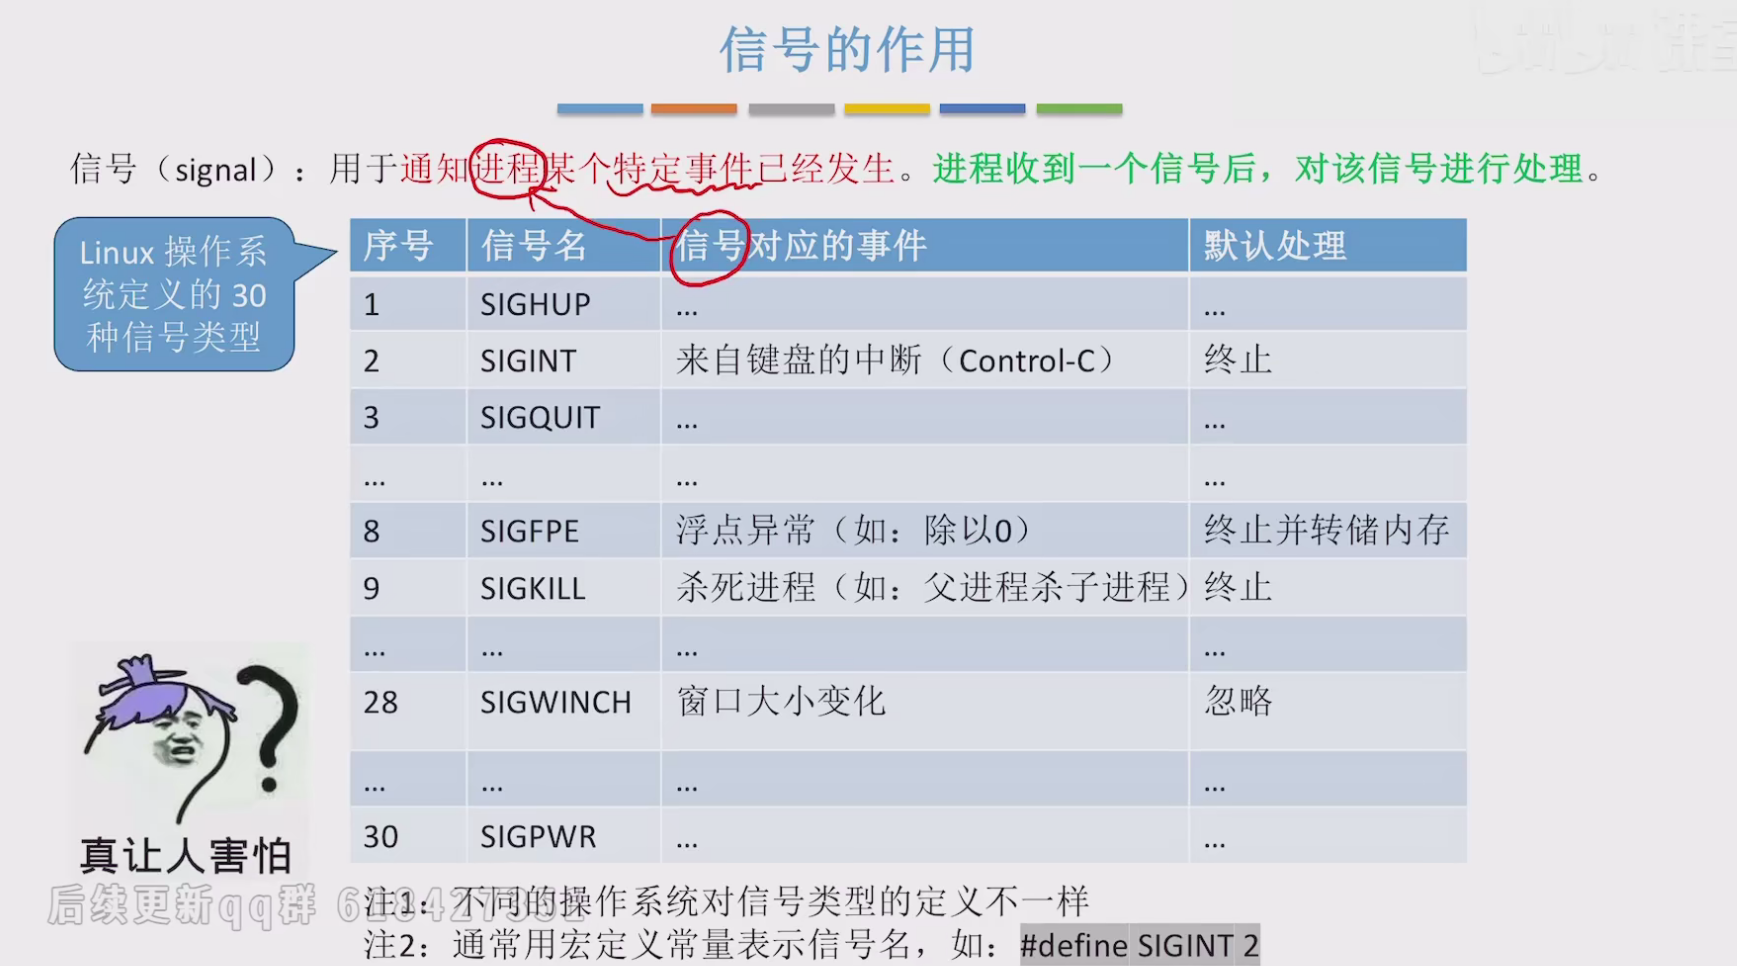 信号的作用
信号（signal）：用于通知进程某个特定事件已经发生。进程收到一个信号后，对该信号进行处理。
Linux 操作系
统定义的 30
种信号类型
序号 信号名 信号对应的事件 默认处理
1 SIGHUP ... ...
2 SIGINT 来自键盘的中断（Control-C） 终止
3 SIGQUIT ... ...
... ... ... ...
8 SIGFPE 浮点异常（如：除以0） 终止并转储内存
9 SIGKILL 杀死进程（如：父进程杀子进程） 终止
... ... ... ...
28 SIGWINCH 窗口大小变化 忽略
... ... ... ...
30 SIGPWR ... ...
真让人害怕
后续更新qq群
注1：不同的操作系统对信号类型的定义不一样
注2：通常用宏定义常量表示信号名，如：#define SIGINT 2